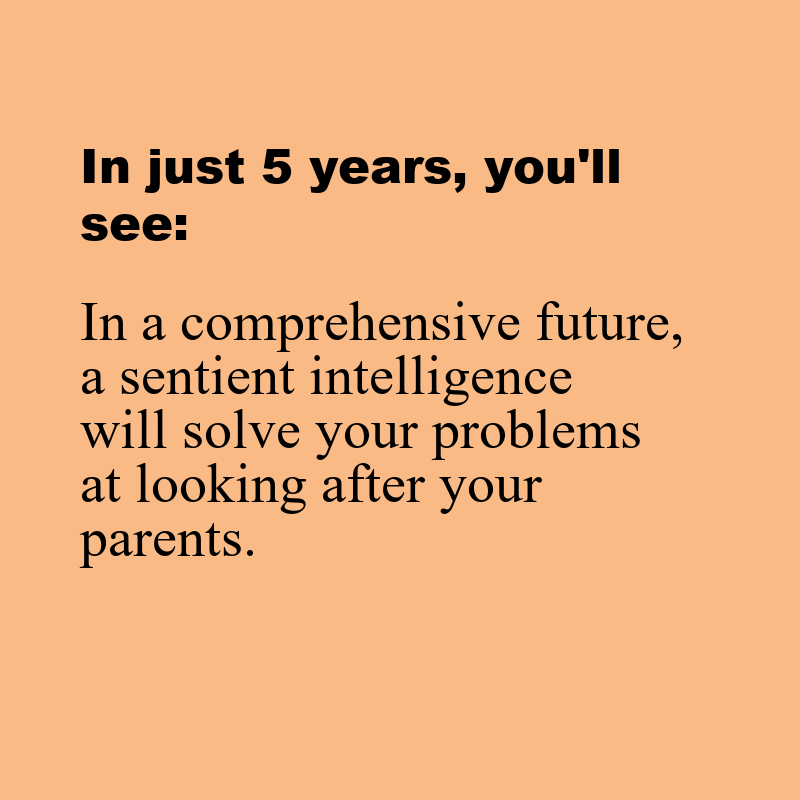 In just 5 years, you'll
see:
In a comprehensive future,
a sentient intelligence
will solve your problems
at looking after your
parents.